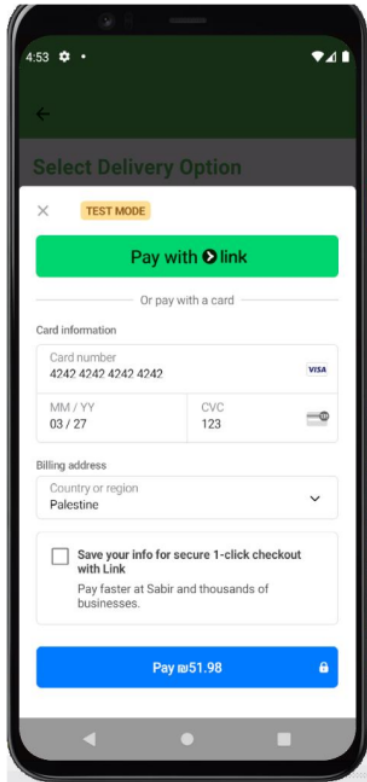 4:53
Select Delivery Option
TEST MODE
Pay with link
Or pay with a card
Card information
Card number
4242 4242 4242 4242
VISA
MM / YY
03 / 27
CVC
123
Billing address
Country or region
Palestine
Save your info for secure 1-click checkout
with Link
Pay faster at Sabir and thousands of
businesses.
Pay ₪51.98